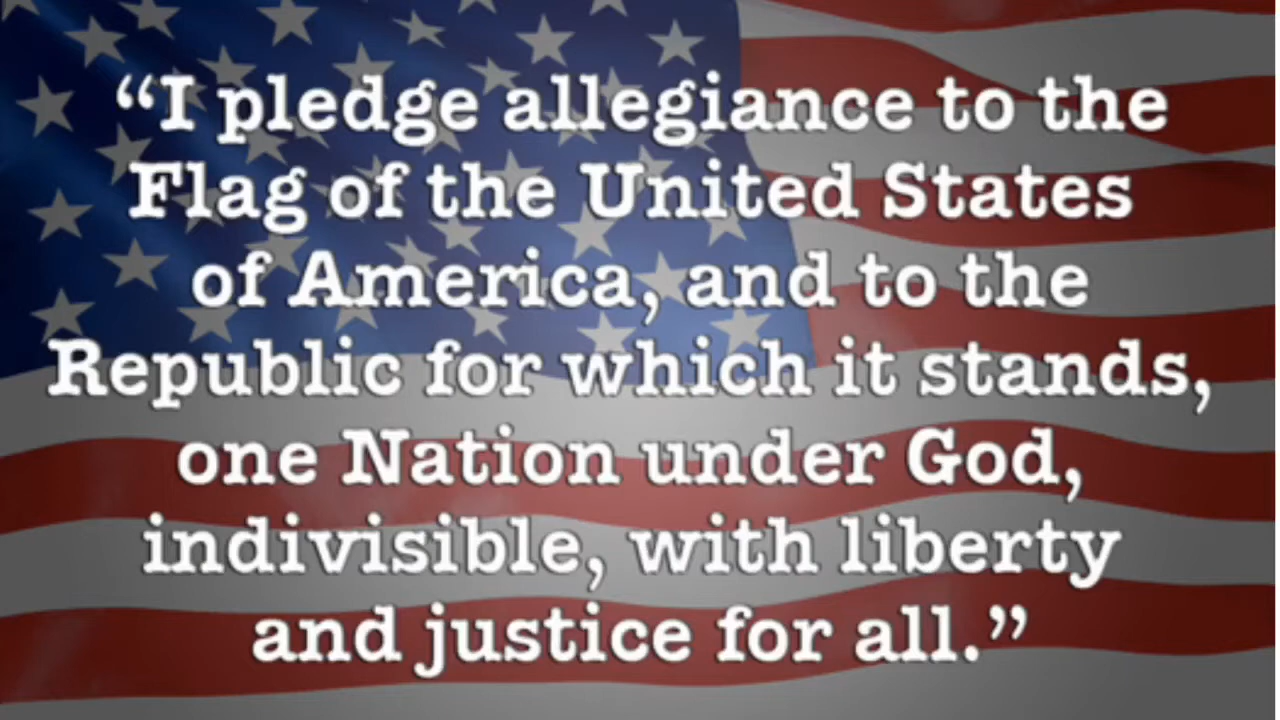 “I pledge allegiance to the
Flag of the United States
of America, and to the
Republic for which it stands,
one Nation under God,
indivisible, with liberty
and justice for all.”